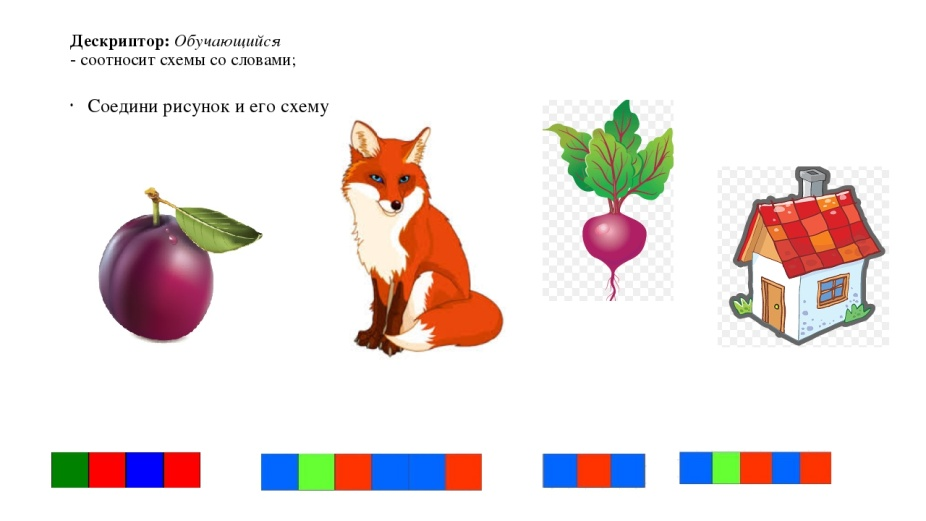 Дескриптор: Обучающийся
- соотносит схемы со словами;
· Соедини рисунок и его схему